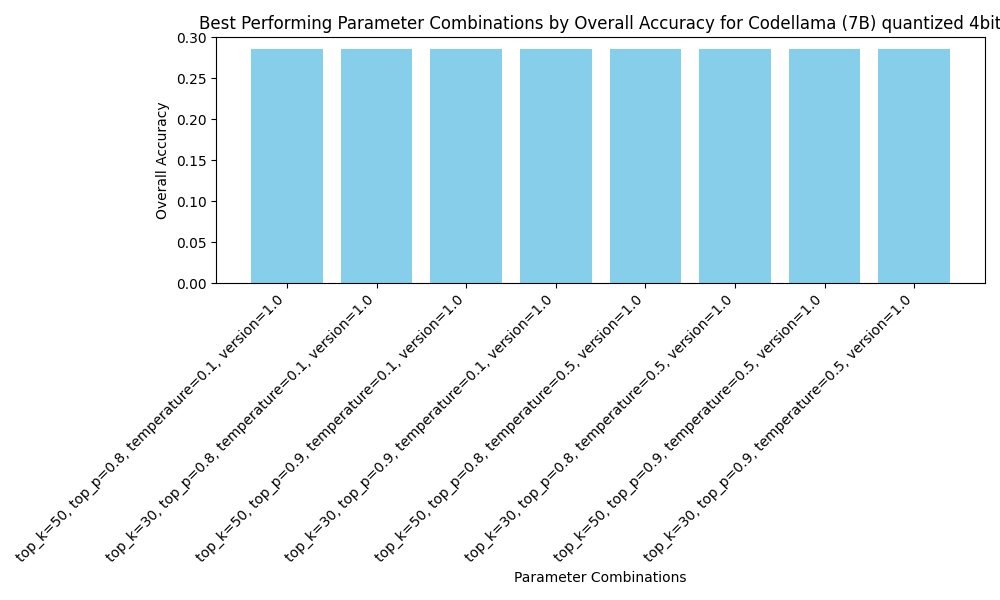 Best Performing Parameter Combinations by Overall Accuracy for Codellama (7B) quantized 4bit
Overall Accuracy
0.30
0.25
0.20
0.15
0.10
0.05
0.00
top_k=50, top_p=0.8, temperature=0.1, version=1.0
top_k=30, top_p=0.8, temperature=0.1, version=1.0
top_k=50, top_p=0.9, temperature=0.1, version=1.0
top_k=30, top_p=0.9, temperature=0.1, version=1.0
top_k=50, top_p=0.8, temperature=0.5, version=1.0
top_k=30, top_p=0.8, temperature=0.5, version=1.0
top_k=50, top_p=0.9, temperature=0.5, version=1.0
top_k=30, top_p=0.9, temperature=0.5, version=1.0
Parameter Combinations